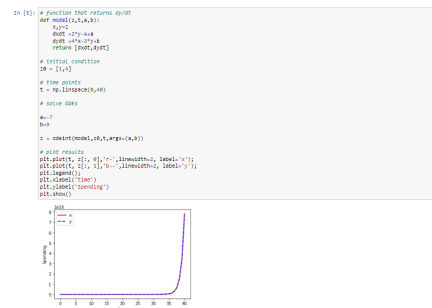 In [5]: # function that returns dy/dt
def model(z,t,a,b):
x,y=z
dxdt =2*y-x+a
dydt =4*x-3*y+b
return [dxdt,dydt]
# initial condition
z0 = [1,4]
# time points
t = np.linspace(0,40)
# solve ODEs
a=-7
b=9
z = odeint(model,z0,t,args=(a,b))
# plot results
plt.plot(t, z[:, 0],'r-',linewidth=2, label='x');
plt.plot(t, z[:, 1],'b--',linewidth=2, label='y');
plt.legend();
plt.xlabel('time')
plt.ylabel('Spending')
plt.show()
1e16
8
7
6
5
4
3
2
1
0
x
y
Spending
0 5 10 15 20 25 30 35 40